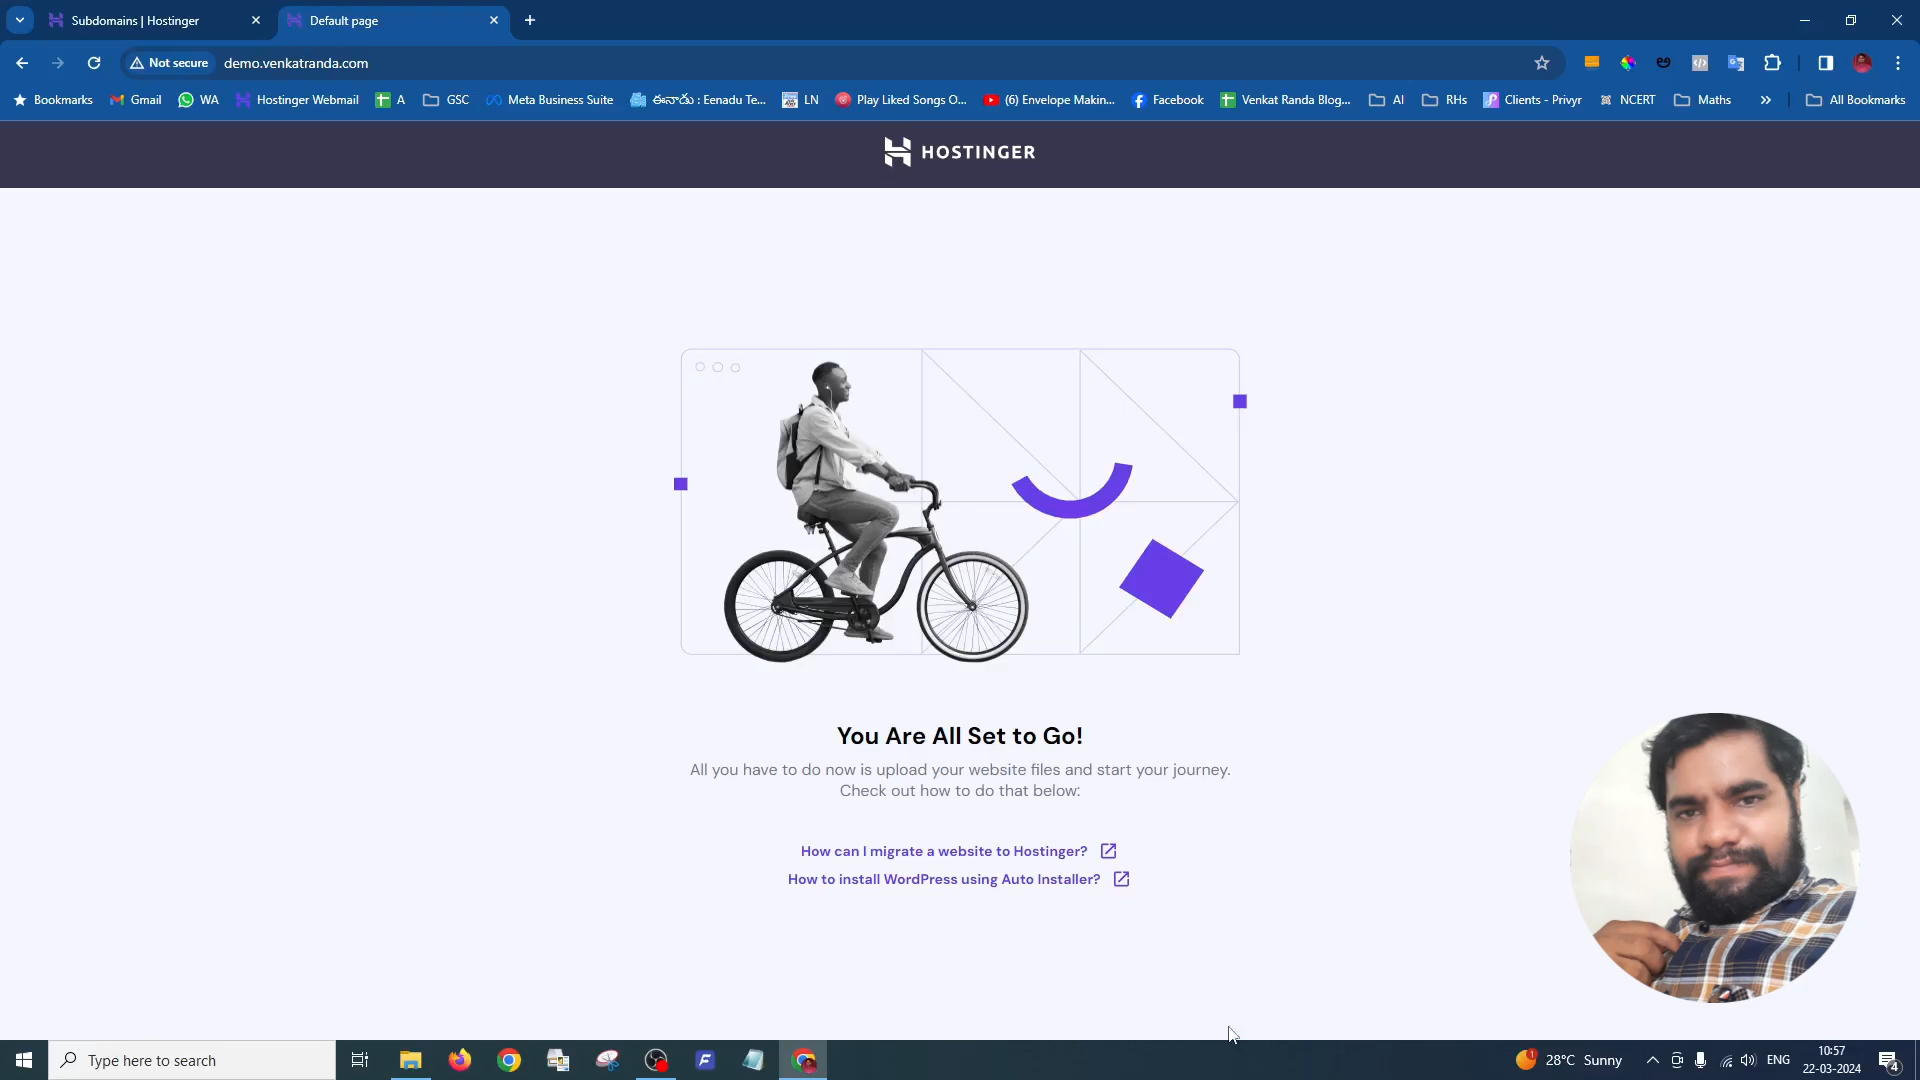 Subdomains | Hostinger
Default page
Not secure
demo.venkatranda.com
Bookmarks
Gmail
WA
Hostinger Webmail
A
GSC
Meta Business Suite
ఈనాడు : Eenadu Te...
LN
Play Liked Songs O...
(6) Envelope Makin...
Facebook
Venkat Randa Blog...
AI
RHs
Clients - Privyr
NCERT
Maths
All Bookmarks
HOSTINGER
You Are All Set to Go!
All you have to do now is upload your website files and start your journey.
Check out how to do that below:
How can I migrate a website to Hostinger?
How to install WordPress using Auto Installer?
Type here to search
28°C Sunny
ENG
10:57
22-03-2024
4